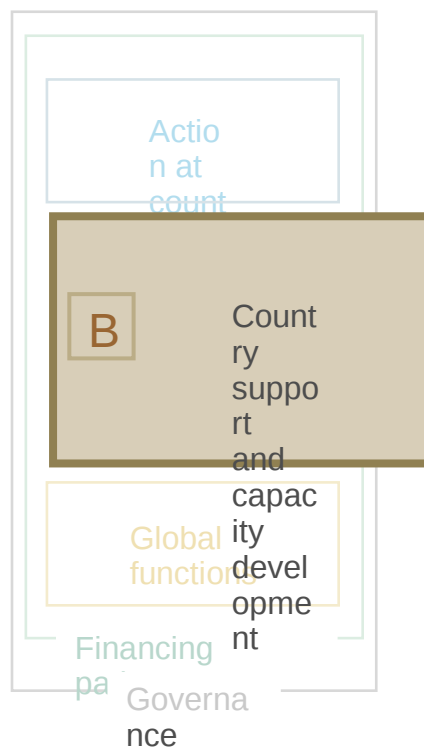 Actio
n at
count
B
Count
ry
suppo
rt
and
capac
ity
devel
opme
nt
Global
functions
Financing
pa
Governa
nce